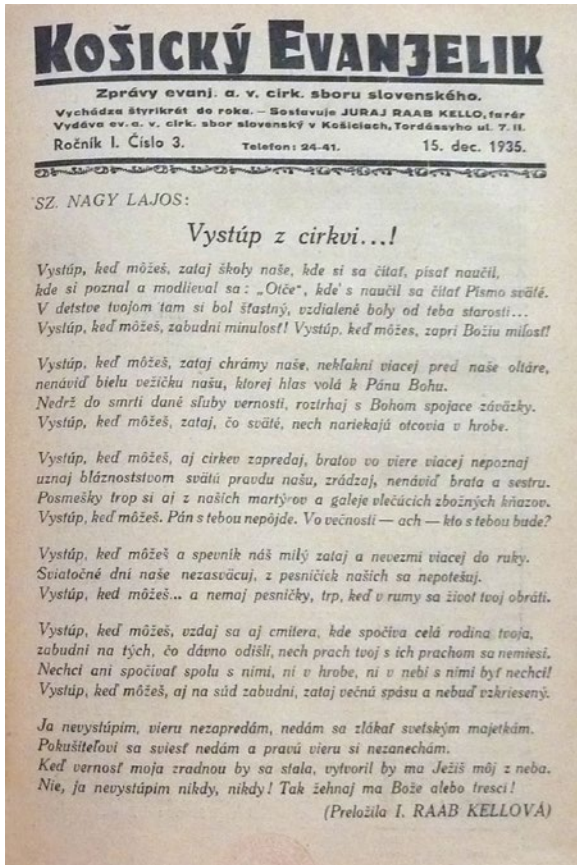 KOŠICKÝ EVANJELIK
Zprávy evanj. a. v. cirk. sboru slovenského.
Vychádza štyrikrát do roka. – Sostavuje JURAJ RAAB KELLO, farár
Vydáva ev. a. v. cirk. sbor slovenský v Košiciach, Tordássyho ul. 7. II.
Ročník I. Číslo 3. Telefon: 24-41. 15. dec. 1935.
SZ. NAGY LAJOS:
Vystúp z cirkvi...!
Vystúp, keď môžeš, zataj školy naše, kde si sa čítať, písať naučil,
kde si poznal a modlieval sa: „Otče“, kde s naučil sa čítať Písmo sväté.
V detstve tvojom tam si bol šťastný, vzdialené boly od teba starosti...
Vystúp, keď môžeš, zabudni minulosť! Vystúp, keď môžes, zapri Božiu milosť!
Vystúp, keď môžeš, zataj chrámy naše, nekľakni viacej pred naše oltáre,
nenáviď bielu vežičku našu, ktorej hlas volá k Pánu Bohu.
Nedrž do smrti dané sľuby vernosti, roztrhaj s Bohom spojace záväzky.
Vystúp, keď môžeš, zataj, čo sväté, nech nariekajú otcovia v hrobe.
Vystúp, keď môžeš, aj cirkev zapredaj, bratov vo viere viacej nepoznaj
uznaj bláznostvom svätú pravdu našu, zrádzaj, nenáviď brata a sestru.
Posmešky trop si aj z našich martýrov a galeje vlečúcich zbožných kňazov.
Vystúp, keď môžeš. Pán s tebou nepôjde. Vo večnosti — ach — kto s tebou bude?
Vystúp, keď môžeš a spevník náš milý zataj a nevezmi viacej do ruky.
Sviatočné dni naše nezasväcuj, z pesničiek našich sa nepotešuj.
Vystúp, ked môžeš... a nemaj pesničky, trp, keď v rumy sa život tvoj obráti.
Vystúp, keď môžeš, vzdaj sa aj cmitera, kde spočíva celá rodina tvoja,
zabudni na tých, čo dávno odišli, nech prach tvoj s ich prachom sa nemiesi.
Nechci ani spočívať spolu s nimi, ni v hrobe, ni v nebi s nimi byť nechci!
Vystúp, keď môžeš, aj na súd zabudni, zataj večnú spásu a nebuď vzkriesený.
Ja nevystúpim, vieru nezapredám, nedám sa zlákať svetským majetkám.
Pokušiteľovi sa sviesť nedám a pravú vieru si nezanechám.
Keď vernosť moja zradnou by sa stala, vytvoril by ma Ježiš môj z neba.
Nie, ja nevystúpim nikdy, nikdy! Tak žehnaj ma Bože alebo tresci!
(Preložila I. RAAB KELLOVÁ)